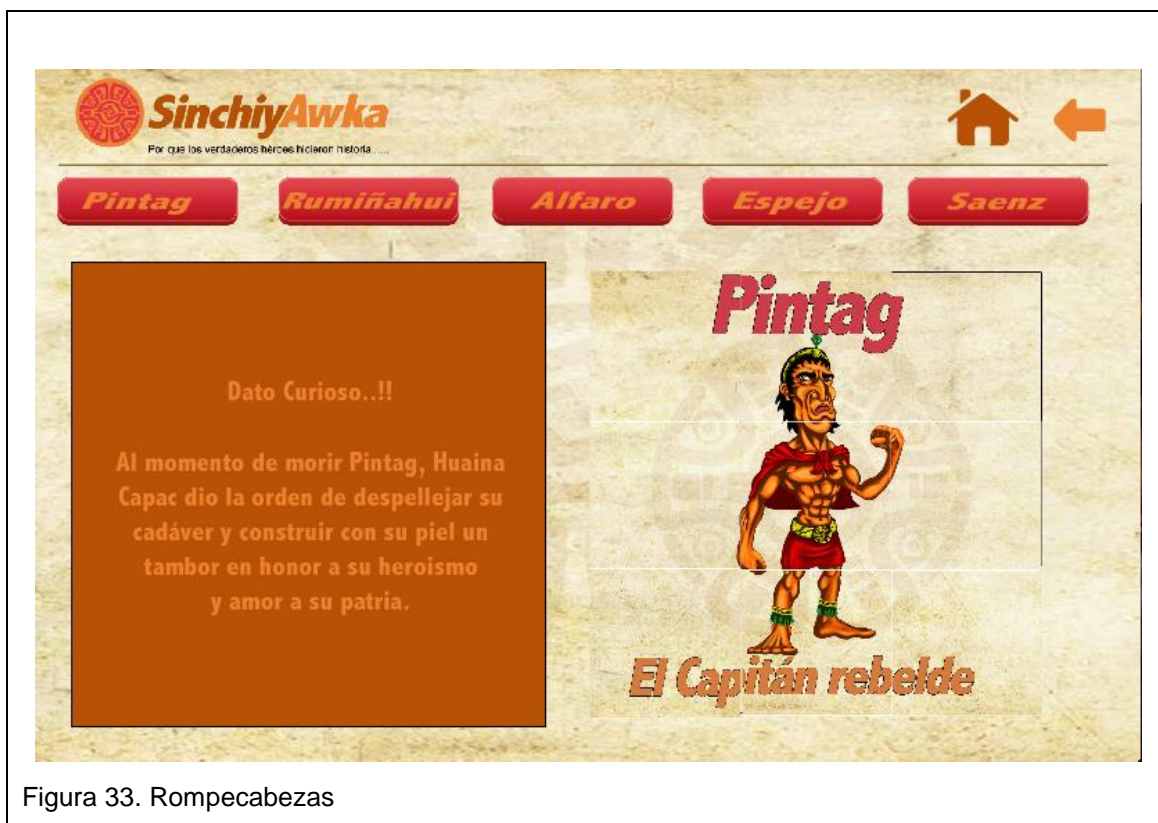 SinchiyAwka
Por que los verdaderos héroes hicieron historia......
Pintag
Rumiñahui
Alfaro
Espejo
Saenz
Dato Curioso..!!
Al momento de morir Pintag, Huaina
Capac dio la orden de despellejar su
cadáver y construir con su piel un
tambor en honor a su heroismo
y amor a su patria.
Pintag
El Capitán rebelde
Figura 33. Rompecabezas